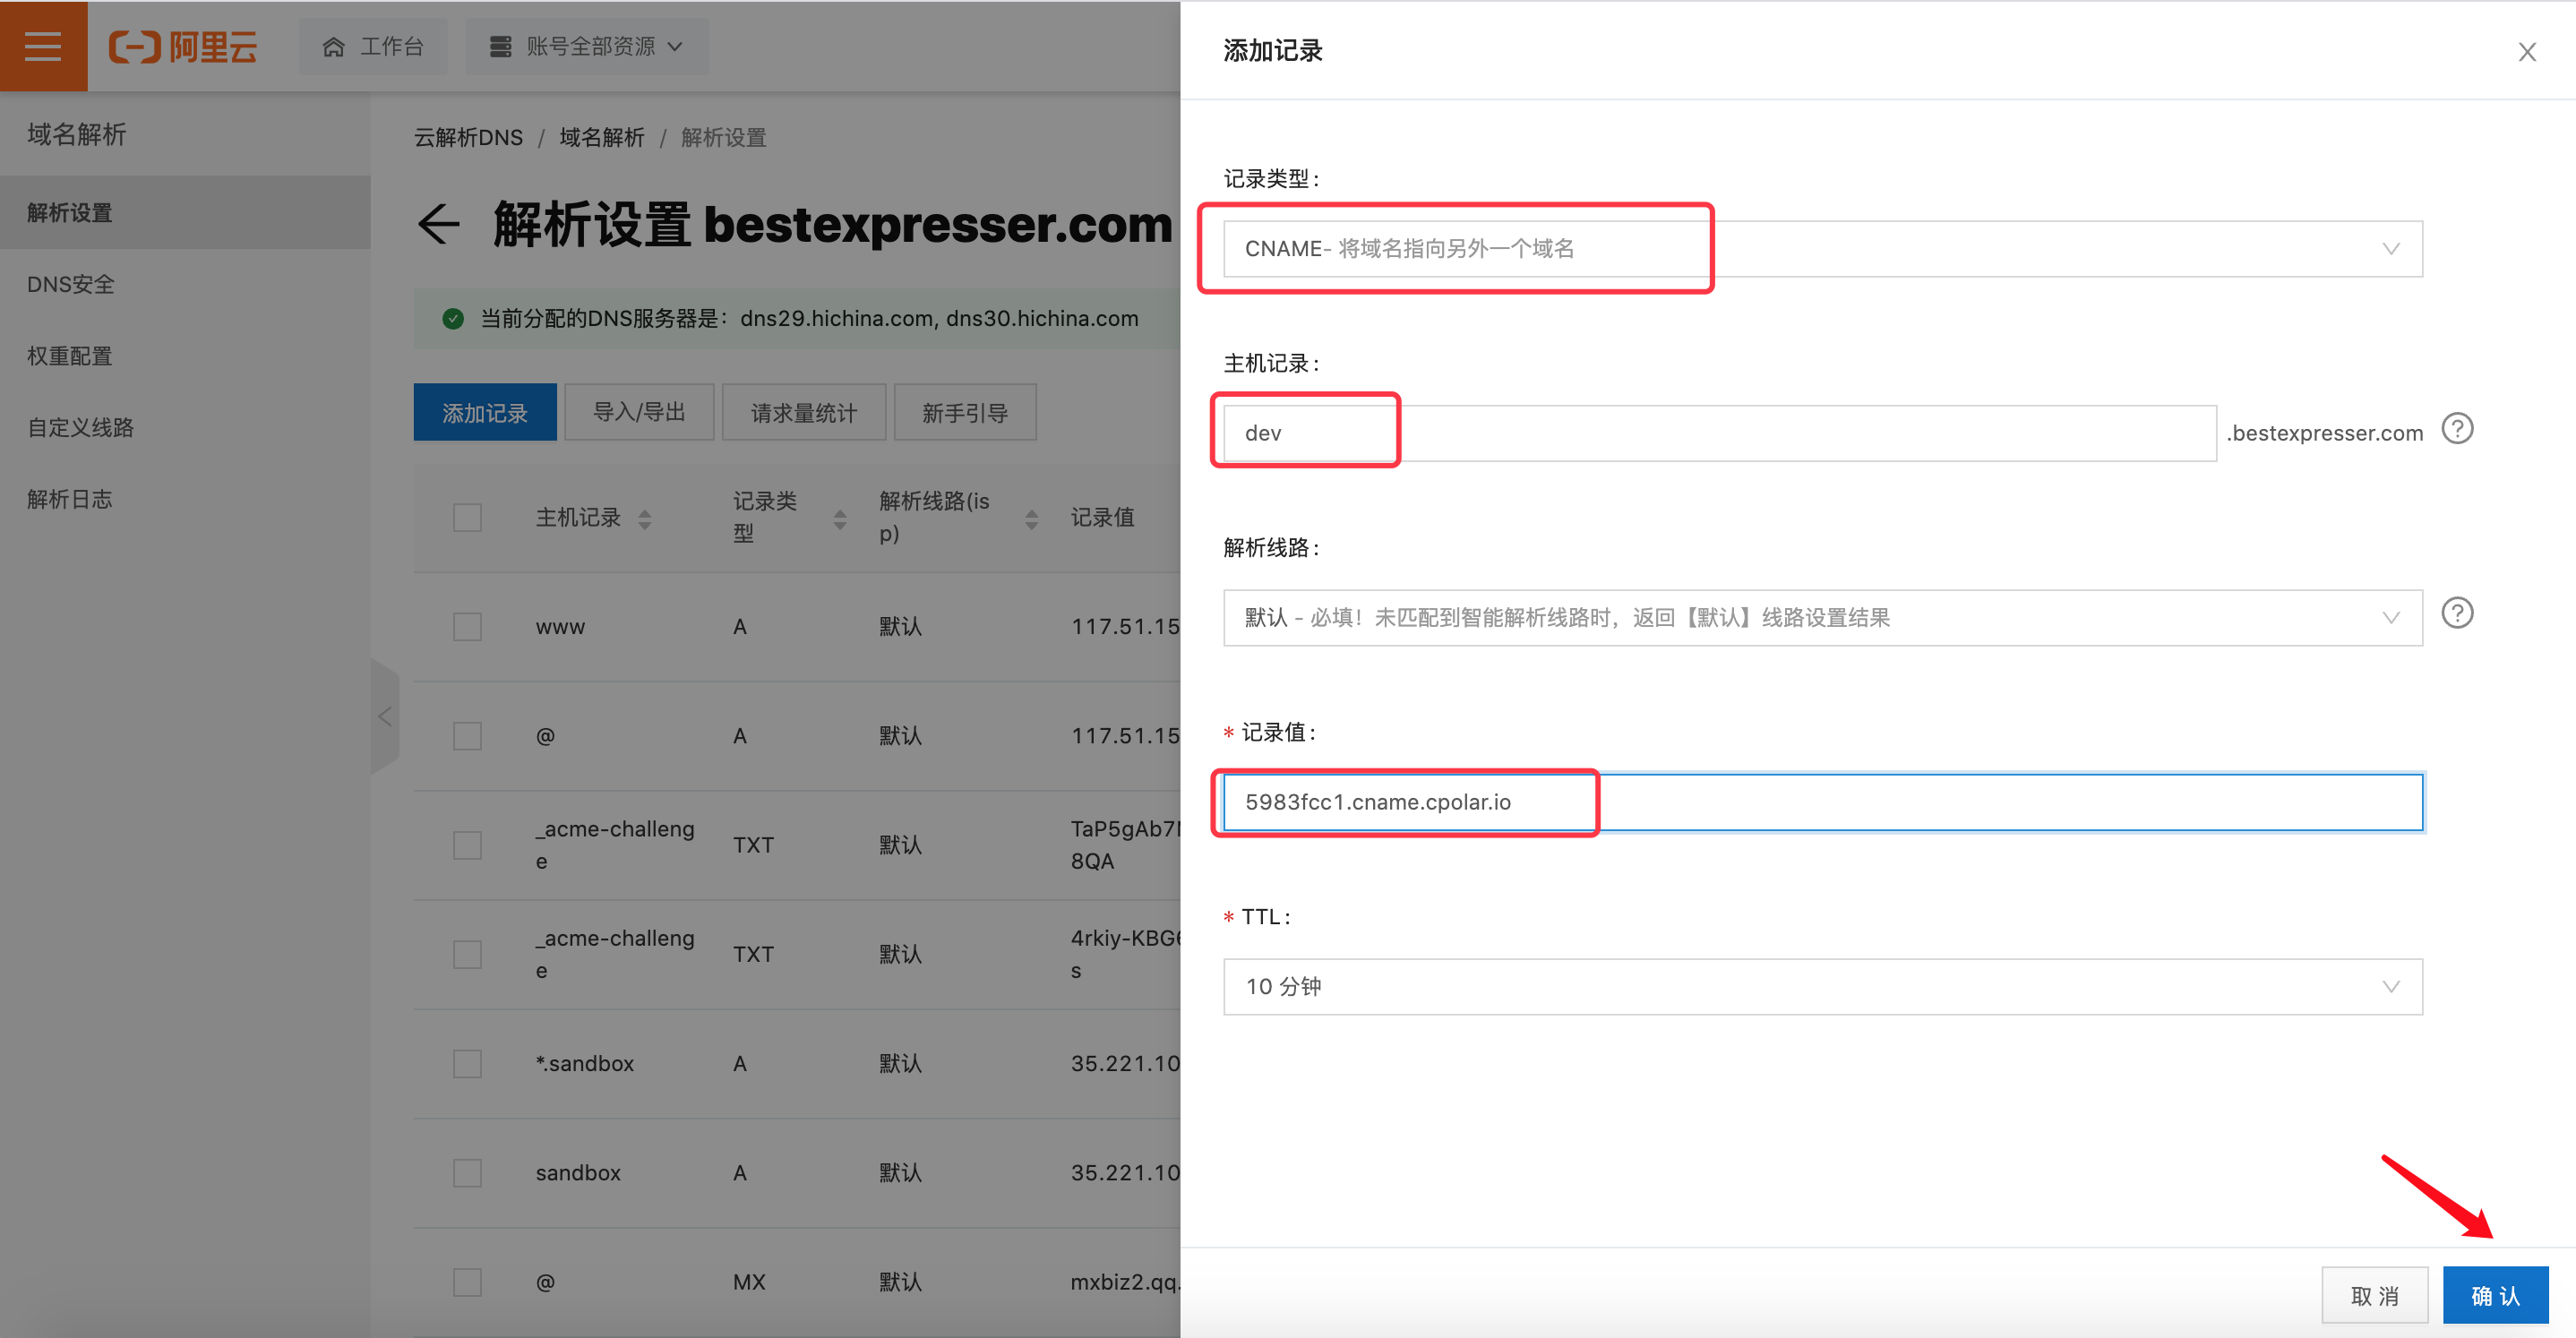 阿里云
工作台
账号全部资源
域名解析
解析设置
DNS安全
权重配置
自定义线路
解析日志
云解析DNS / 域名解析 / 解析设置
解析设置 bestexpresser.com
当前分配的DNS服务器是：dns29.hichina.com, dns30.hichina.com
添加记录
导入/导出
请求量统计
新手引导
主机记录
记录类
型
解析线路(is
p)
记录值
www A 默认 117.51.15
@ A 默认 117.51.15
_acme-challeng
e
TXT 默认
TaP5gAb7
8QA
_acme-challeng
e
TXT 默认
4rkiy-KBG
s
*.sandbox A 默认 35.221.10
sandbox A 默认 35.221.10
@ MX 默认 mxbiz2.qq.
添加记录
记录类型:
CNAME- 将域名指向另外一个域名
主机记录:
dev
.bestexpresser.com
解析线路:
默认 - 必填！未匹配到智能解析线路时，返回【默认】线路设置结果
* 记录值:
5983fcc1.cname.cpolar.io
* TTL:
10 分钟
取 消
确 认